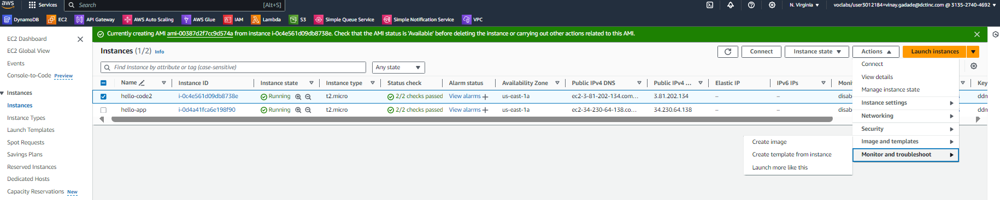 aws
Services
Search
[Alt+S]
N. Virginia
voclabs/user3012184=vinay.gadade@dctinc.com @ 3135-2740-4692
DynamoDB EC2 API Gateway AWS Auto Scaling AWS Glue IAM Lambda S3 Simple Queue Service Simple Notification Service VPC
EC2 Dashboard
EC2 Global View
Events
Console-to-Code Preview
Instances
Instances
Instance Types
Launch Templates
Spot Requests
Savings Plans
Reserved Instances
Dedicated Hosts
Capacity Reservations New
Currently creating AMI ami-00387d2f7cc9d574a from instance i-0c4e561d09db8738e. Check that the AMI status is 'Available' before deleting the instance or carrying out other actions related to this AMI.
Instances (1/2) Info
Connect
Instance state
Actions
Launch instances
Find Instance by attribute or tag (case-sensitive)
Any state
Name Instance ID Instance state Instance type Status check Alarm status Availability Zone Public IPv4 DNS Public IPv4 ... Elastic IP IPv6 IPs Monit Key
hello-code2 i-0c4e561d09db8738e Running t2.micro 2/2 checks passed View alarms + us-east-1a ec2-3-81-202-134.com... 3.81.202.134 – – disab ddn
hello-app i-0d4a41fca6e198f90 Running t2.micro 2/2 checks passed View alarms + us-east-1a ec2-34-230-64-138.co... 34.230.64.138 – – disab ddn
Connect
View details
Manage instance state
Instance settings
Networking
Security
Image and templates
Monitor and troubleshoot
Create image
Create template from instance
Launch more like this